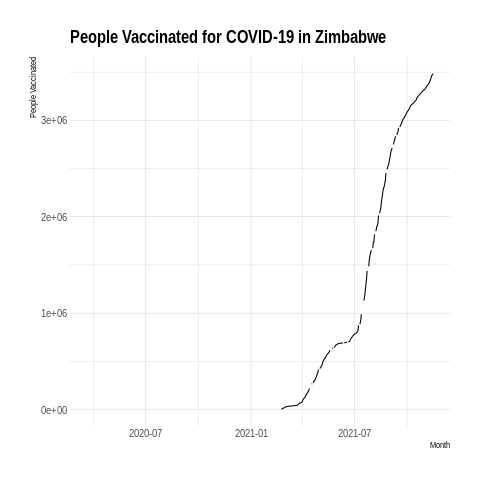 People Vaccinated for COVID-19 in Zimbabwe
People Vaccinated
3e+06
2e+06
1e+06
0e+00
2020-07 2021-01 2021-07
Month